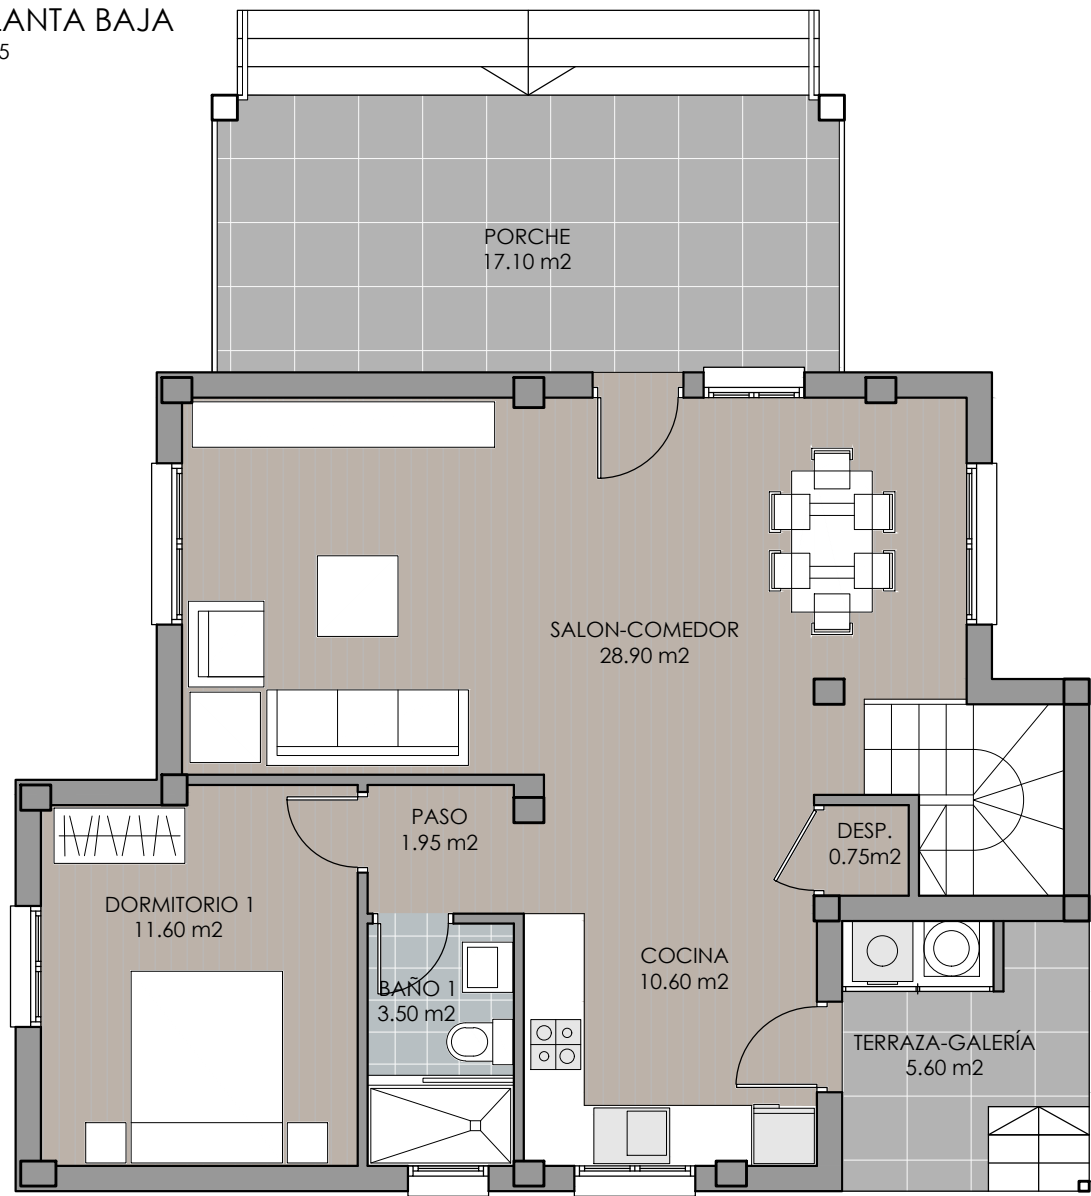 LANTA BAJA
5
PORCHE
17.10 m2
SALON-COMEDOR
28.90 m2
PASO
1.95 m2
DESP.
0.75m2
DORMITORIO 1
11.60 m2
COCINA
10.60 m2
BAÑO 1
3.50 m2
TERRAZA-GALERÍA
5.60 m2